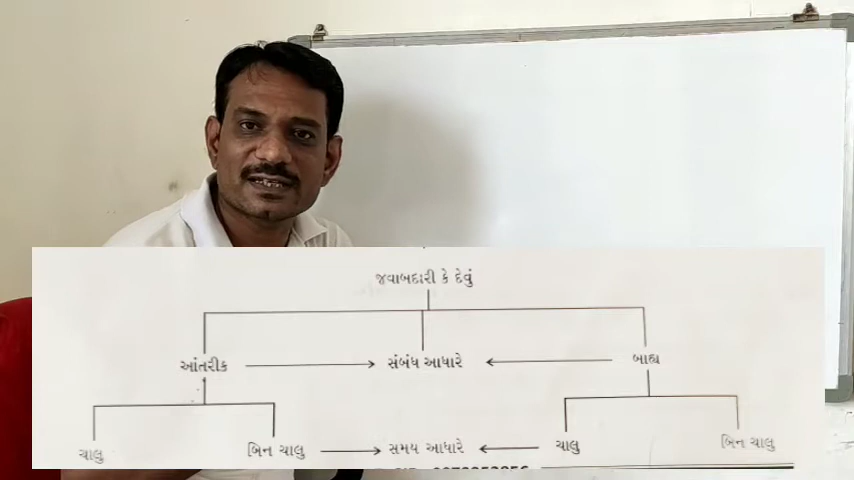 જવાબદારી કે દેવું
આંતરીક સંબંધ આધારે બાહ્ય
ચાલુ બિન ચાલુ સમય આધારે ચાલુ બિન ચાલુ